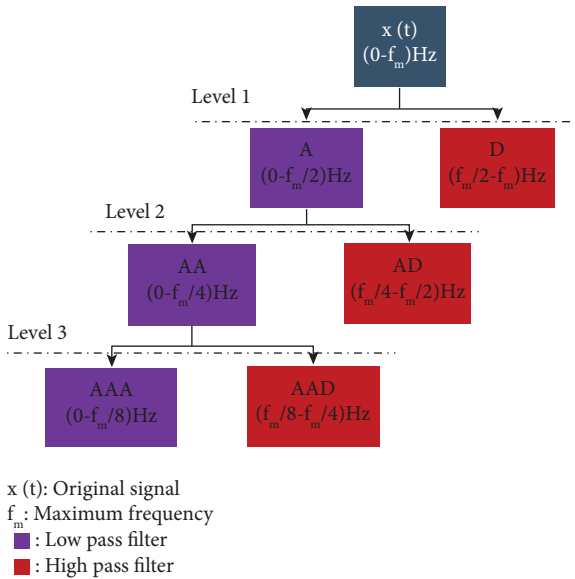 x (t)
(0-fₘ)Hz
Level 1
A
(0-fₘ/2)Hz
D
(fₘ/2-fₘ)Hz
Level 2
AA
(0-fₘ/4)Hz
AD
(fₘ/4-fₘ/2)Hz
Level 3
AAA
(0-fₘ/8)Hz
AAD
(fₘ/8-fₘ/4)Hz
x (t): Original signal
fₘ: Maximum frequency
: Low pass filter
: High pass filter